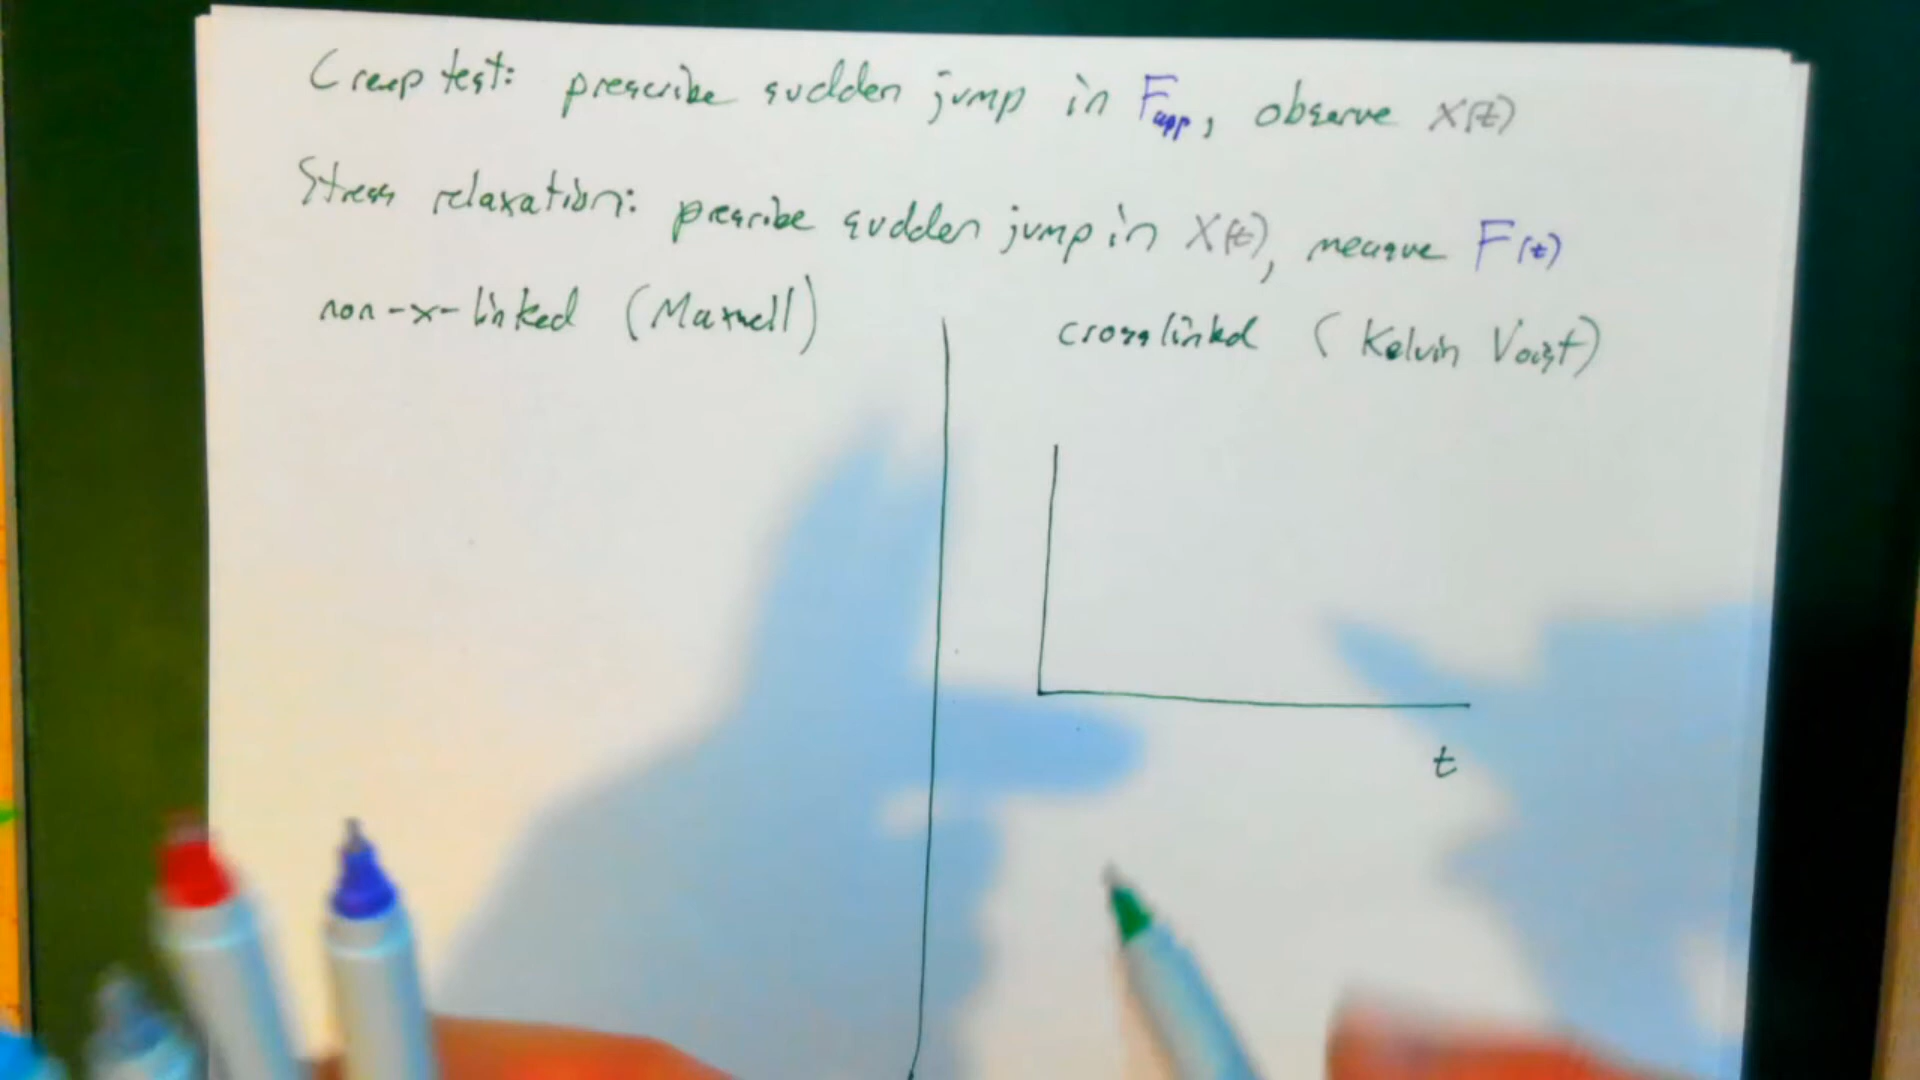 Creep test: prescribe sudden jump in Fapp, observe X(t)
Stress relaxation: prescribe sudden jump in X(t), measure F(t)
non-x-linked (Maxwell)
crosslinked (Kelvin Voigt)
t